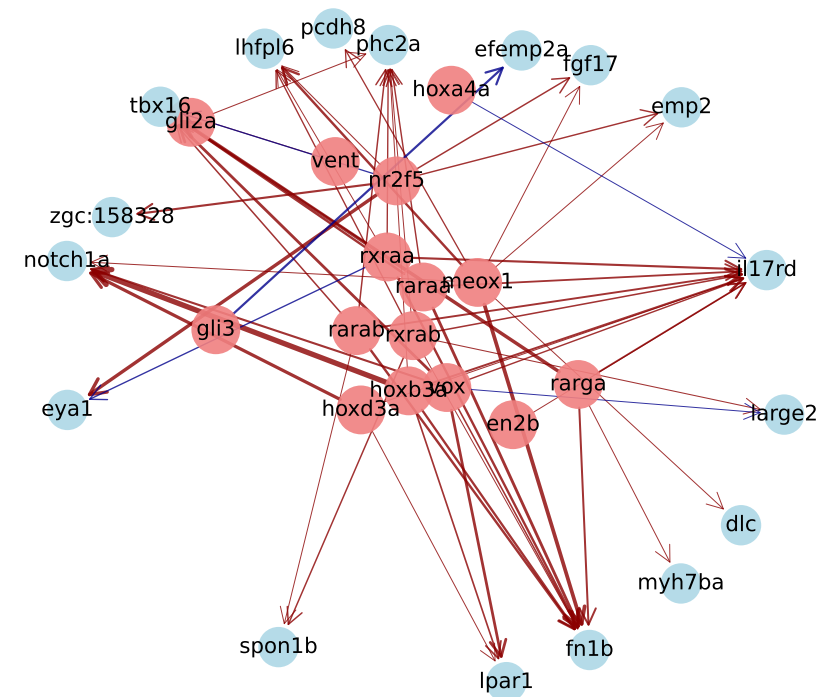 pcdh8
lhfpl6
phc2a
efemp2a
fgf17
hoxa4a
tbx16
emp2
gli2a
vent
nr2f5
zgc:158328
notch1a
rxraa
il17rd
raraa
meox1
gli3
rarab
rxrab
hoxb3a
vox
rarga
eya1
hoxd3a
large2
en2b
dlc
myh7ba
spon1b
fn1b
lpar1